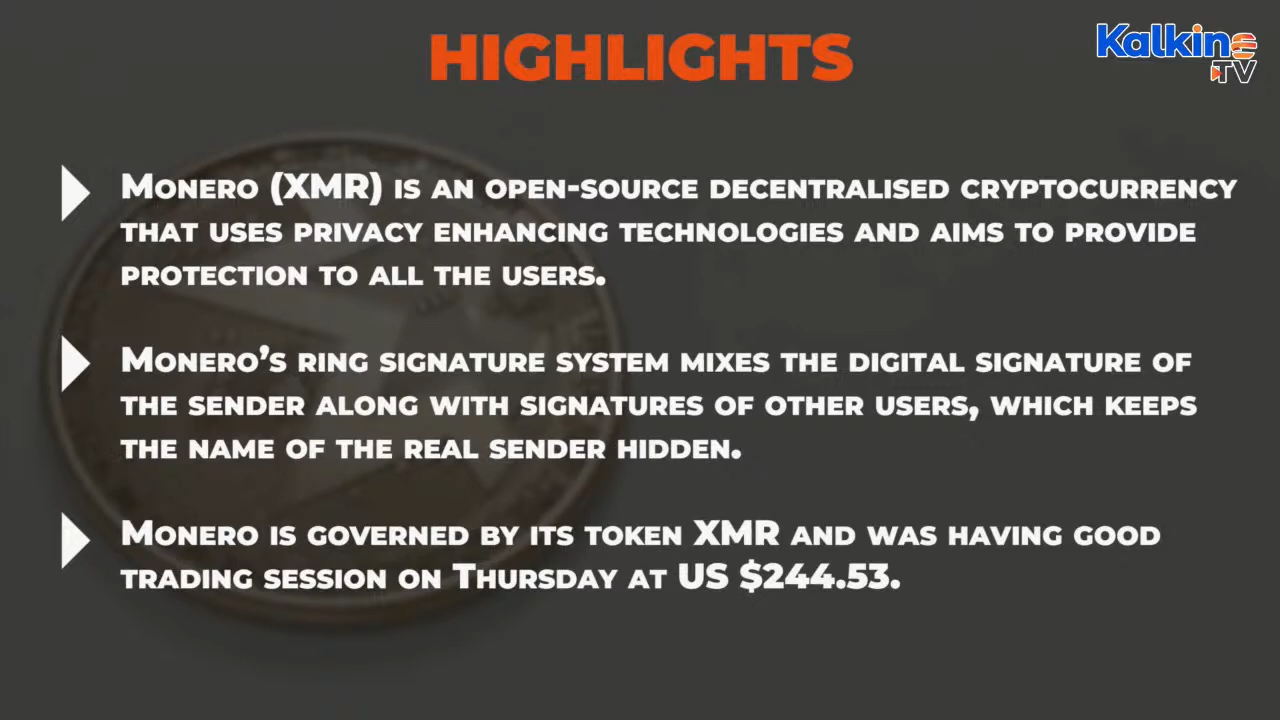 HIGHLIGHTS
Kalkine
TV
Monero (XMR) is an open-source decentralised cryptocurrency
that uses privacy enhancing technologies and aims to provide
protection to all the users.
Monero’s ring signature system mixes the digital signature of
the sender along with signatures of other users, which keeps
the name of the real sender hidden.
Monero is governed by its token XMR and was having good
trading session on Thursday at US $244.53.